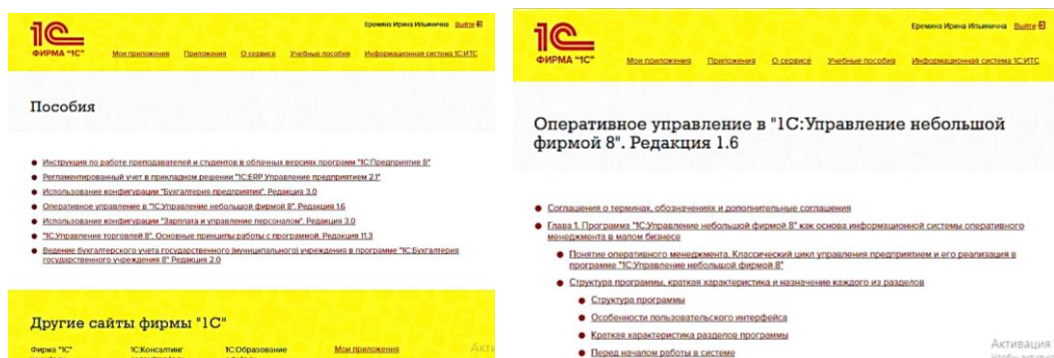 Еремина Ирина Ильинична Выйти
1С
ФИРМА "1С"
Мои приложения Приложения О сервисе Учебные пособия Информационная система 1С:ИТС
Пособия
Инструкция по работе преподавателей и студентов в облачных версиях программ "1С:Предприятие 8"
Регламентированный учет в прикладном решении "1С:ERP Управление предприятием 2.1"
Использование конфигурации "Бухгалтерия предприятия". Редакция 3.0
Оперативное управление в "1С:Управление небольшой фирмой 8". Редакция 1.6
Использование конфигурации "Зарплата и управление персоналом". Редакция 3.0
"1С:Управление торговлей 8". Основные принципы работы с программой. Редакция 11.3
Ведение бухгалтерского учета государственного (муниципального) учреждения в программе "1С:Бухгалтерия
государственного учреждения 8" Редакция 2.0
Другие сайты фирмы "1С"
Фирма "1С" 1С:Консалтинг 1С:Образование Мои приложения
Еремина Ирина Ильинична Выйти
1С
ФИРМА "1С"
Мои приложения Приложения О сервисе Учебные пособия Информационная система 1С:ИТС
Оперативное управление в "1С:Управление небольшой
фирмой 8". Редакция 1.6
Соглашения о терминах, обозначениях и дополнительные соглашения
Глава 1. Программа "1С:Управление небольшой фирмой 8" как основа информационной системы оперативного
менеджмента в малом бизнесе
Понятие оперативного менеджмента. Классический цикл управления предприятием и его реализация в
программе "1С:Управление небольшой фирмой 8"
Структура программы, краткая характеристика и назначение каждого из разделов
Структура программы
Особенности пользовательского интерфейса
Краткая характеристика разделов программы
Перед началом работы в системе
Активация